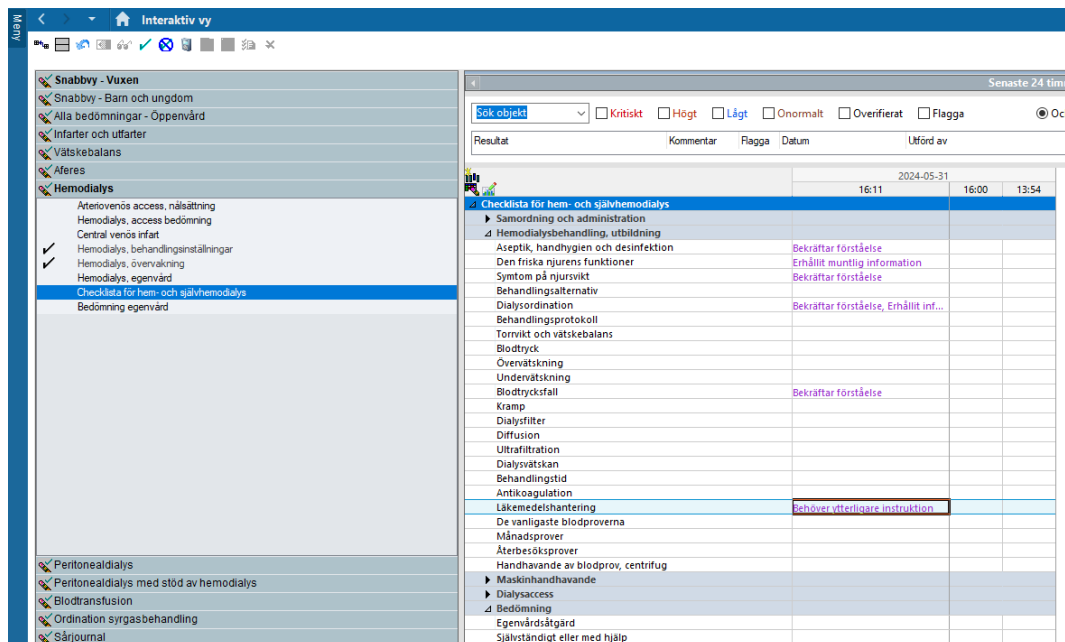 Meny
Interaktiv vy
Snabbvy - Vuxen
Snabbvy - Barn och ungdom
Alla bedömningar - Öppenvård
Infarter och utfarter
Vätskebalans
Aferes
Hemodialys
Arteriovenös access, nålsättning
Hemodialys, access bedömning
Central venös infart
Hemodialys, behandlingsinställningar
Hemodialys, övervakning
Hemodialys, egenvård
Checklista för hem- och självhemodialys
Bedömning egenvård
Peritonealdialys
Peritonealdialys med stöd av hemodialys
Blodtransfusion
Ordination syrgasbehandling
Sårjournal
Senaste 24 timm
Sök objekt Kritiskt Högt Lågt Onormalt Overifierat Flagga Oc
Resultat Kommentar Flagga Datum Utförd av
2024-05-31
16:11 16:00 13:54
Checklista för hem- och självhemodialys
Samordning och administration
Hemodialysbehandling, utbildning
Aseptik, handhygien och desinfektion Bekräftar förståelse
Den friska njurens funktioner Erhållit muntlig information
Symtom på njursvikt Bekräftar förståelse
Behandlingsalternativ
Dialysordination Bekräftar förståelse, Erhållit inf...
Behandlingsprotokoll
Torrvikt och vätskebalans
Blodtryck
Övervätskning
Undervätskning
Blodtrycksfall Bekräftar förståelse
Kramp
Dialysfilter
Diffusion
Ultrafiltration
Dialysvätskan
Behandlingstid
Antikoagulation
Läkemedelshantering Behöver ytterligare instruktion
De vanligaste blodproverna
Månadsprover
Återbesöksprover
Handhavande av blodprov, centrifug
Maskinhandhavande
Dialysaccess
Bedömning
Egenvårdsåtgärd
Självständigt eller med hjälp